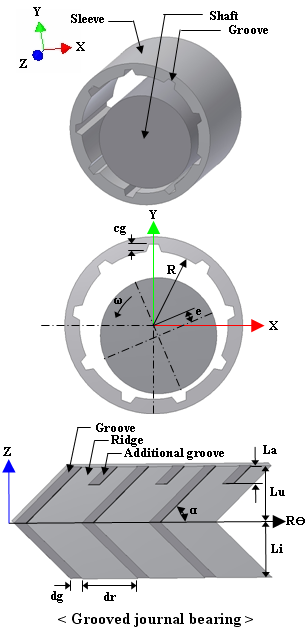 Y
X
Z
Sleeve
Shaft
Groove
Y
cg
R
ω
e
X
Groove
Ridge
Additional groove
La
Z
Lu
α
RΘ
Li
dg
dr
< Grooved journal bearing >